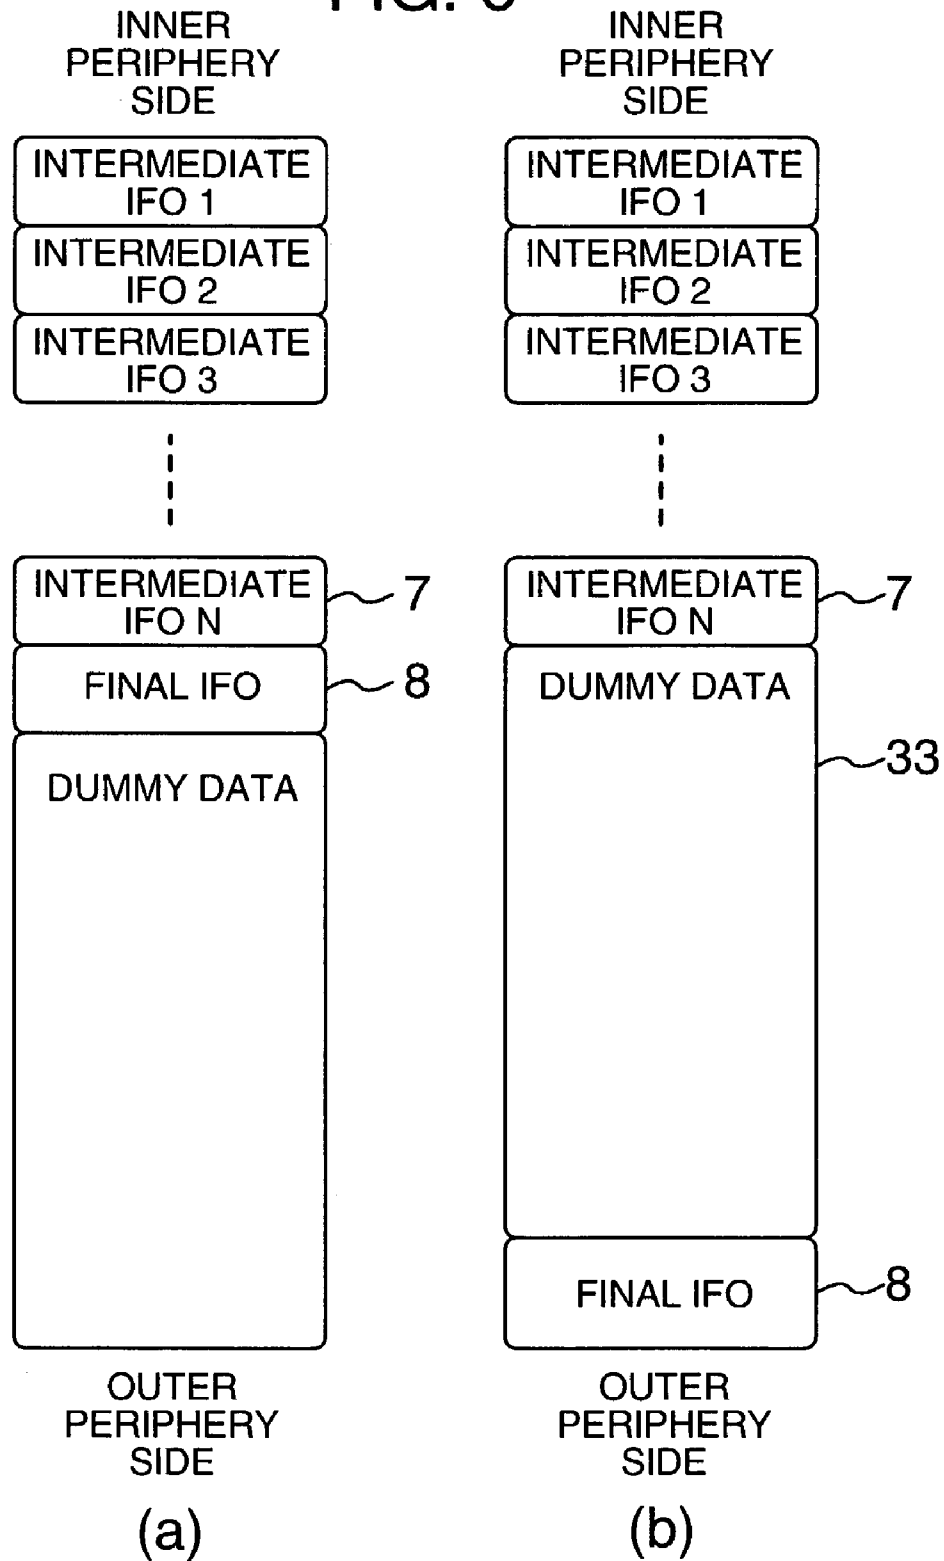 INNER
PERIPHERY
SIDE
INTERMEDIATE
IFO 1
INTERMEDIATE
IFO 2
INTERMEDIATE
IFO 3
INTERMEDIATE
IFO N
7
FINAL IFO
8
DUMMY DATA
OUTER
PERIPHERY
SIDE
(a)
INNER
PERIPHERY
SIDE
INTERMEDIATE
IFO 1
INTERMEDIATE
IFO 2
INTERMEDIATE
IFO 3
INTERMEDIATE
IFO N
7
DUMMY DATA
33
FINAL IFO
8
OUTER
PERIPHERY
SIDE
(b)